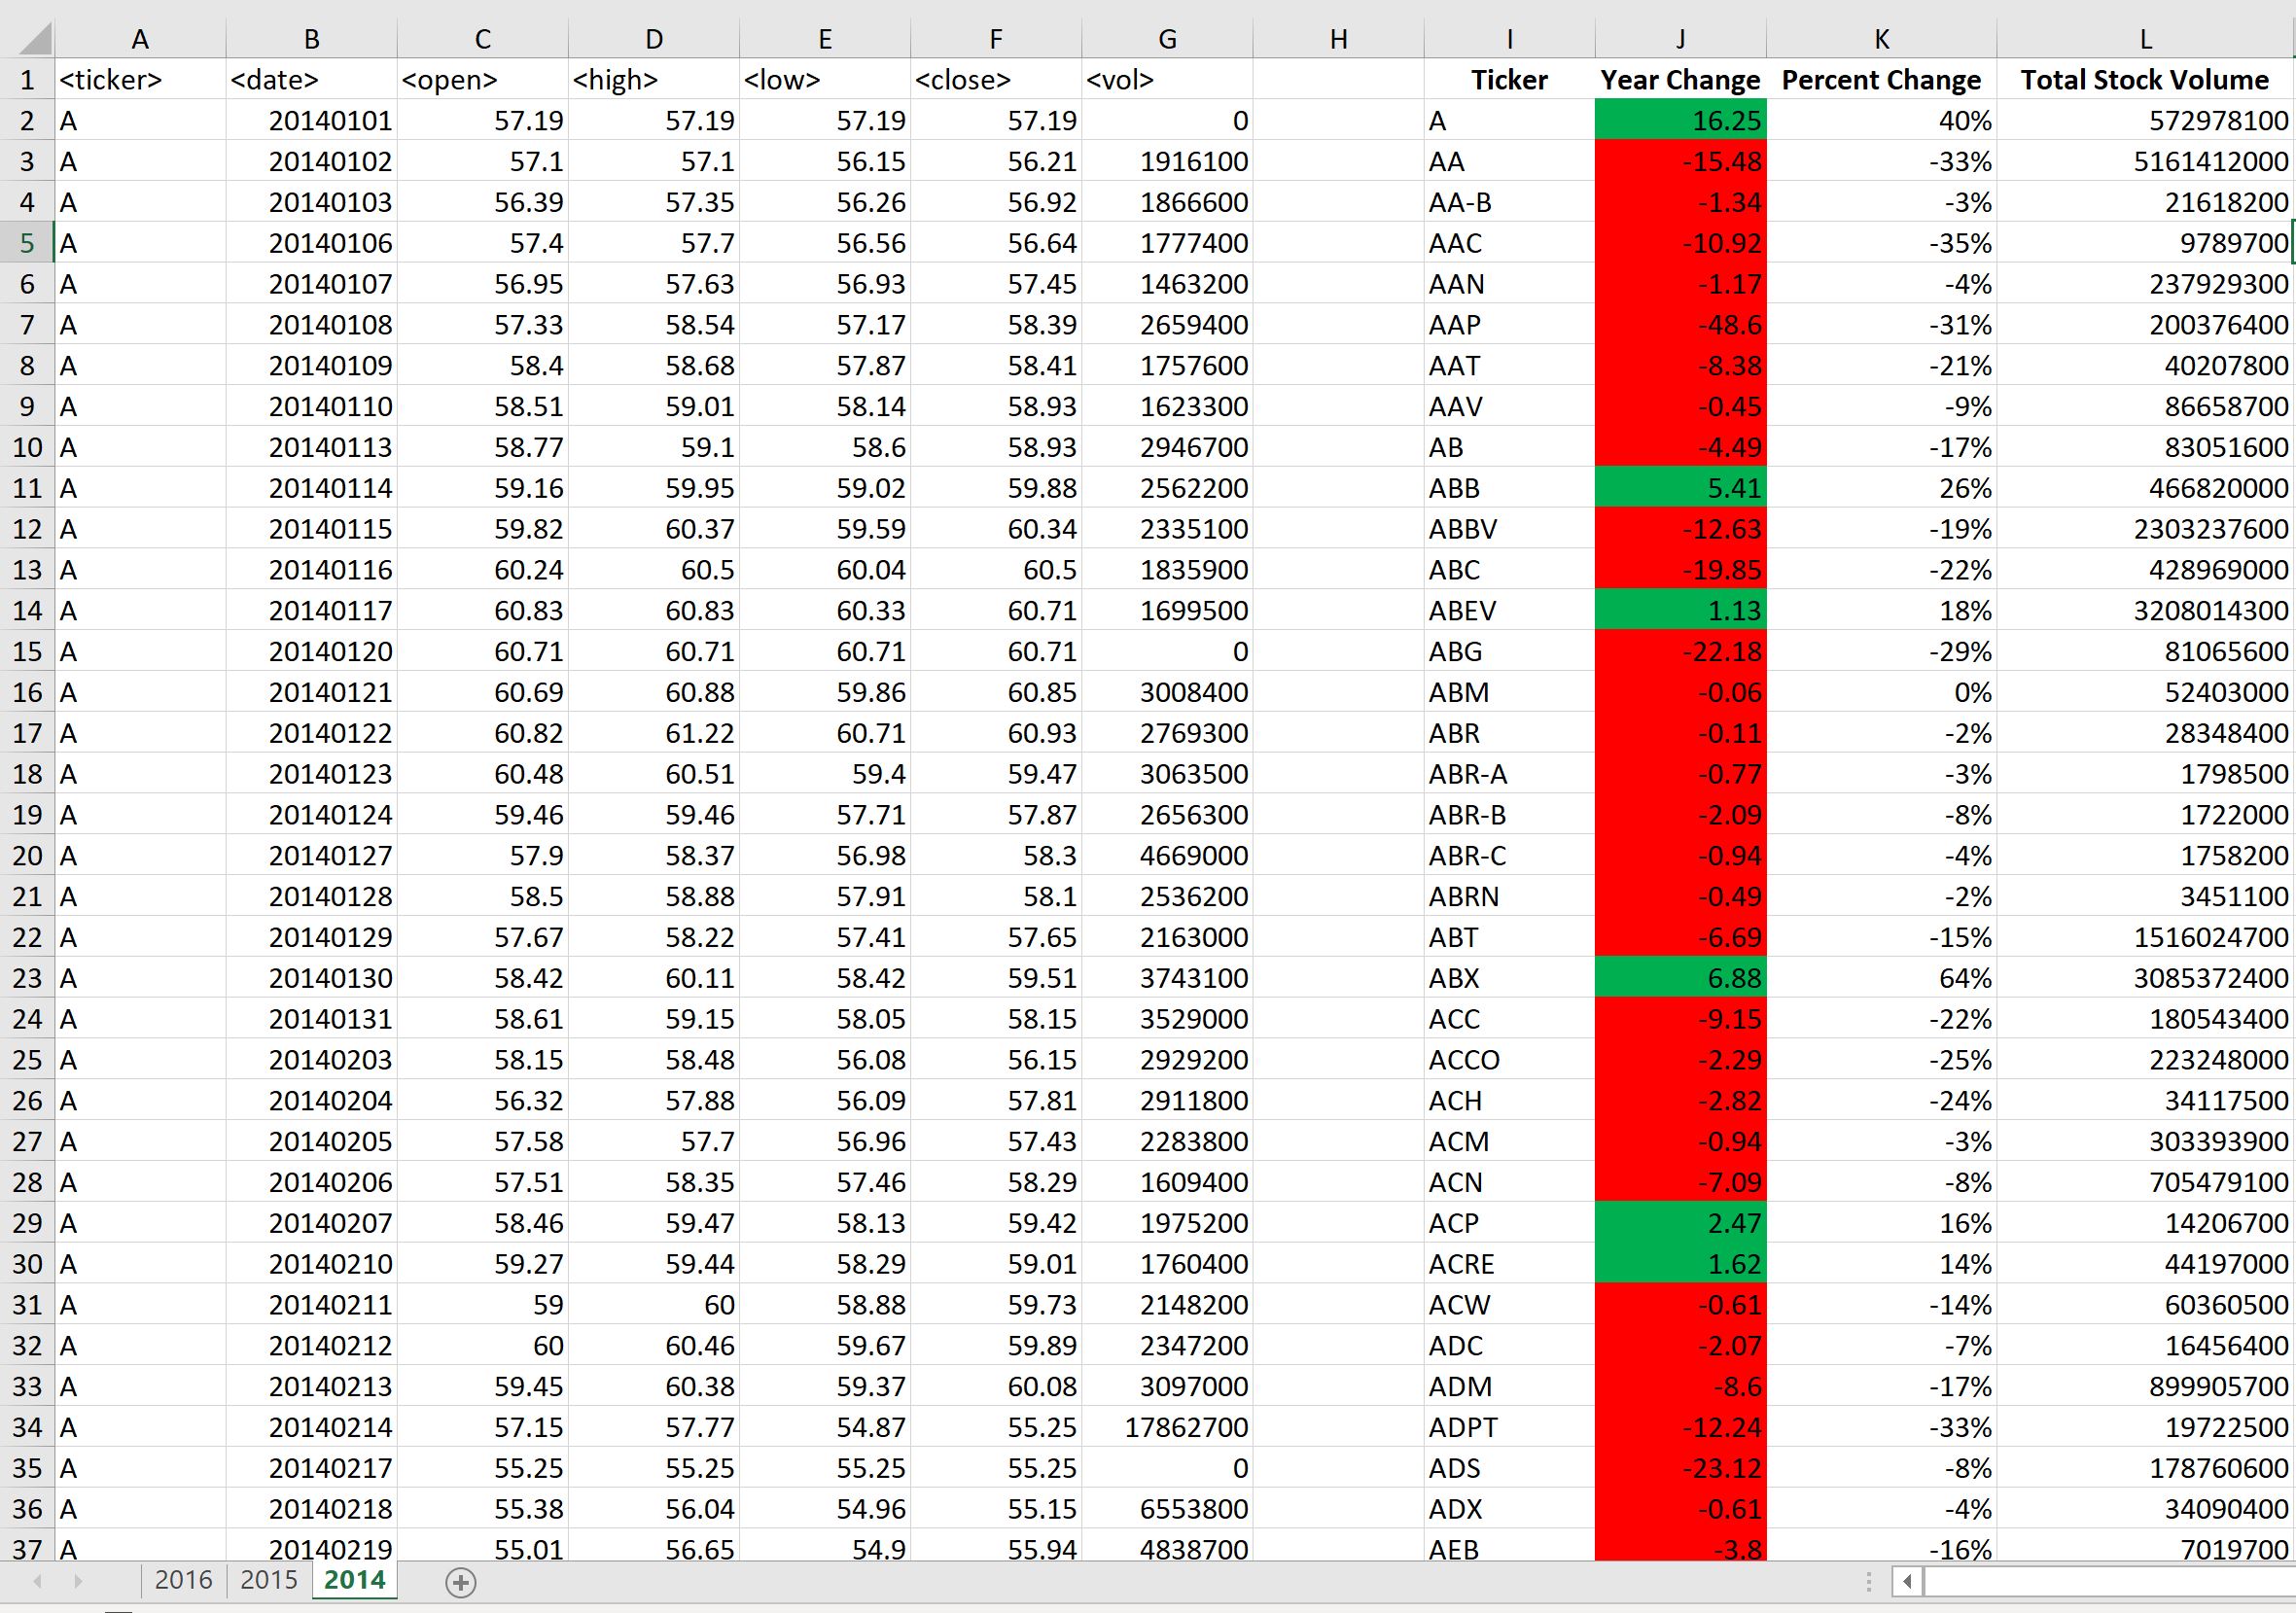 A B C D E F G H I J K L
1 <ticker> <date> <open> <high> <low> <close> <vol> Ticker Year Change Percent Change Total Stock Volume
2 A 20140101 57.19 57.19 57.19 57.19 0 A 16.25 40% 572978100
3 A 20140102 57.1 57.1 56.15 56.21 1916100 AA -15.48 -33% 5161412000
4 A 20140103 56.39 57.35 56.26 56.92 1866600 AA-B -1.34 -3% 21618200
5 A 20140106 57.4 57.7 56.56 56.64 1777400 AAC -10.92 -35% 9789700
6 A 20140107 56.95 57.63 56.93 57.45 1463200 AAN -1.17 -4% 237929300
7 A 20140108 57.33 58.54 57.17 58.39 2659400 AAP -48.6 -31% 200376400
8 A 20140109 58.4 58.68 57.87 58.41 1757600 AAT -8.38 -21% 40207800
9 A 20140110 58.51 59.01 58.14 58.93 1623300 AAV -0.45 -9% 86658700
10 A 20140113 58.77 59.1 58.6 58.93 2946700 AB -4.49 -17% 83051600
11 A 20140114 59.16 59.95 59.02 59.88 2562200 ABB 5.41 26% 466820000
12 A 20140115 59.82 60.37 59.59 60.34 2335100 ABBV -12.63 -19% 2303237600
13 A 20140116 60.24 60.5 60.04 60.5 1835900 ABC -19.85 -22% 428969000
14 A 20140117 60.83 60.83 60.33 60.71 1699500 ABEV 1.13 18% 3208014300
15 A 20140120 60.71 60.71 60.71 60.71 0 ABG -22.18 -29% 81065600
16 A 20140121 60.69 60.88 59.86 60.85 3008400 ABM -0.06 0% 52403000
17 A 20140122 60.82 61.22 60.71 60.93 2769300 ABR -0.11 -2% 28348400
18 A 20140123 60.48 60.51 59.4 59.47 3063500 ABR-A -0.77 -3% 1798500
19 A 20140124 59.46 59.46 57.71 57.87 2656300 ABR-B -2.09 -8% 1722000
20 A 20140127 57.9 58.37 56.98 58.3 4669000 ABR-C -0.94 -4% 1758200
21 A 20140128 58.5 58.88 57.91 58.1 2536200 ABRN -0.49 -2% 3451100
22 A 20140129 57.67 58.22 57.41 57.65 2163000 ABT -6.69 -15% 1516024700
23 A 20140130 58.42 60.11 58.42 59.51 3743100 ABX 6.88 64% 3085372400
24 A 20140131 58.61 59.15 58.05 58.15 3529000 ACC -9.15 -22% 180543400
25 A 20140203 58.15 58.48 56.08 56.15 2929200 ACCO -2.29 -25% 223248000
26 A 20140204 56.32 57.88 56.09 57.81 2911800 ACH -2.82 -24% 34117500
27 A 20140205 57.58 57.7 56.96 57.43 2283800 ACM -0.94 -3% 303393900
28 A 20140206 57.51 58.35 57.46 58.29 1609400 ACN -7.09 -8% 705479100
29 A 20140207 58.46 59.47 58.13 59.42 1975200 ACP 2.47 16% 14206700
30 A 20140210 59.27 59.44 58.29 59.01 1760400 ACRE 1.62 14% 44197000
31 A 20140211 59 60 58.88 59.73 2148200 ACW -0.61 -14% 60360500
32 A 20140212 60 60.46 59.67 59.89 2347200 ADC -2.07 -7% 16456400
33 A 20140213 59.45 60.38 59.37 60.08 3097000 ADM -8.6 -17% 899905700
34 A 20140214 57.15 57.77 54.87 55.25 17862700 ADPT -12.24 -33% 19722500
35 A 20140217 55.25 55.25 55.25 55.25 0 ADS -23.12 -8% 178760600
36 A 20140218 55.38 56.04 54.96 55.15 6553800 ADX -0.61 -4% 34090400
37 A 20140219 55.01 56.65 54.9 55.94 4838700 AEB -3.8 -16% 7019700
2016 2015 2014